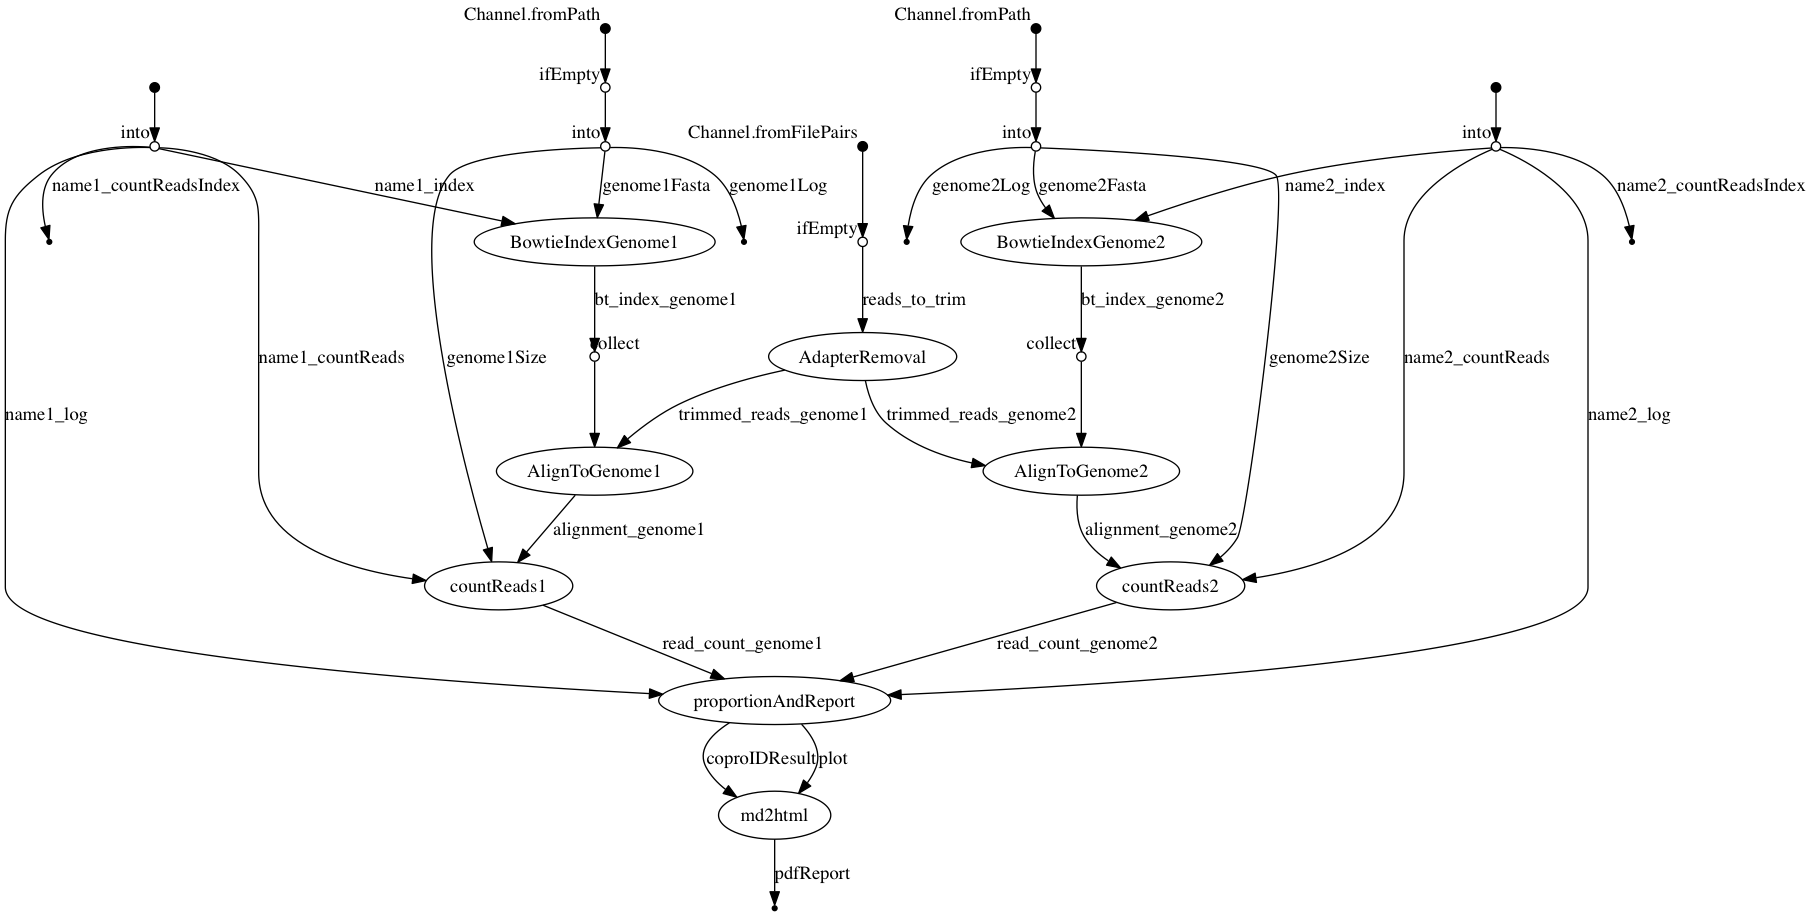 Channel.fromPath
Channel.fromPath
ifEmpty
ifEmpty
into
into
Channel.fromFilePairs
into
into
name1_countReadsIndex
name1_index
genome1Fasta
genome1Log
genome2Log
genome2Fasta
name2_index
name2_countReadsIndex
ifEmpty
BowtieIndexGenome1
BowtieIndexGenome2
bt_index_genome1
reads_to_trim
bt_index_genome2
collect
collect
name1_countReads
genome1Size
AdapterRemoval
genome2Size
name2_countReads
name1_log
trimmed_reads_genome1
trimmed_reads_genome2
name2_log
AlignToGenome1
AlignToGenome2
alignment_genome1
alignment_genome2
countReads1
countReads2
read_count_genome1
read_count_genome2
proportionAndReport
coproIDResult
plot
md2html
pdfReport